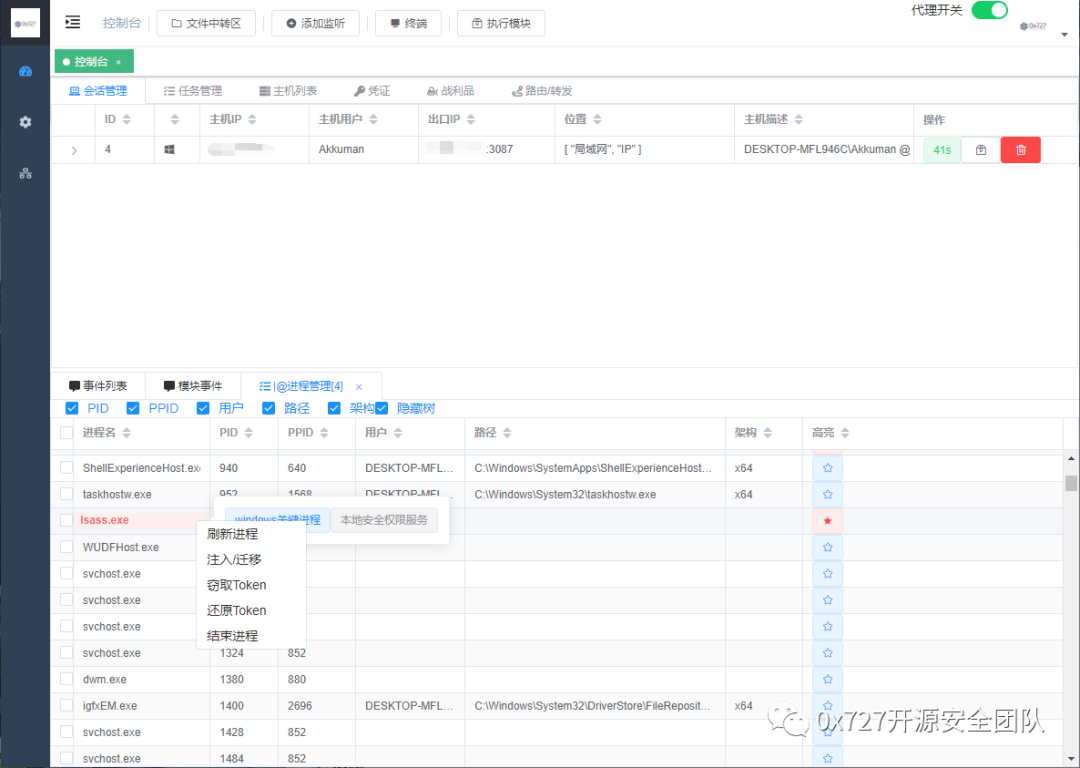 0x727
控制台
文件中转区
添加监听
终端
执行模块
代理开关
0x727
控制台 ×
会话管理 任务管理 主机列表 凭证 战利品 路由/转发
ID 主机IP 主机用户 出口IP 位置 主机描述 操作
4 Akkuman :3087 [ "局域网", "IP" ] DESKTOP-MFL946C\Akkuman @ 41s
事件列表 模块事件 |@进程管理[4] ×
PID PPID 用户 路径 架构 隐藏树
进程名 PID PPID 用户 路径 架构 高亮
ShellExperienceHost.exe 940 640 DESKTOP-MFL... C:\Windows\SystemApps\ShellExperienceHost... x64
taskhostw.exe 952 1568 DESKTOP-MFL... C:\Windows\System32\taskhostw.exe x64
lsass.exe windows关键进程 本地安全权限服务
刷新进程
WUDFHost.exe
注入/迁移
svchost.exe
窃取Token
svchost.exe
还原Token
svchost.exe
结束进程
svchost.exe 1324 852
dwm.exe 1380 880
igfxEM.exe 1400 2696 DESKTOP-MFL... C:\Windows\System32\DriverStore\FileReposit... x64
svchost.exe 1428 852
svchost.exe 1484 852
0x727开源安全团队